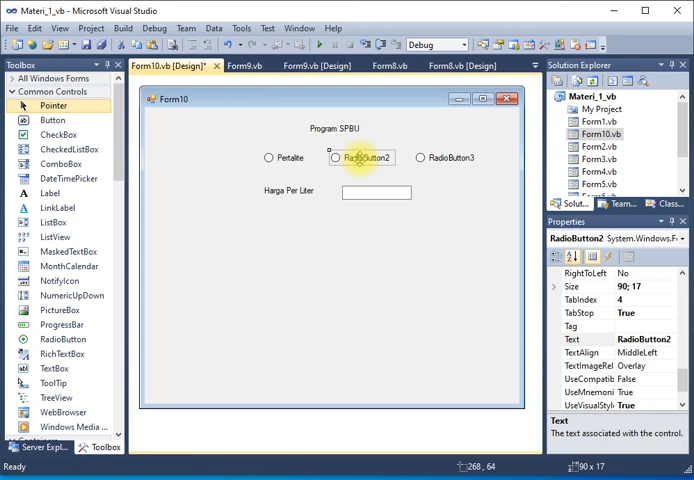 Materi_1_vb - Microsoft Visual Studio
File Edit View Project Build Debug Team Data Tools Test Window Help
Debug
Toolbox
All Windows Forms
Common Controls
Pointer
Button
CheckBox
CheckedListBox
ComboBox
DateTimePicker
Label
LinkLabel
ListBox
ListView
MaskedTextBox
MonthCalendar
NotifyIcon
NumericUpDown
PictureBox
ProgressBar
RadioButton
RichTextBox
TextBox
ToolTip
TreeView
WebBrowser
Windows Media ...
Server Expl... Toolbox
Form10.vb [Design]* Form9.vb Form9.vb [Design] Form8.vb Form8.vb [Design]
Form10
Program SPBU
Pertalite RadioButton2 RadioButton3
Harga Per Liter
Solution Explorer
Materi_1_vb
My Project
Form1.vb
Form10.vb
Form2.vb
Form3.vb
Form4.vb
Form5.vb
Solut... Team... Class...
Properties
RadioButton2 System.Windows.F
RightToLeft No
Size 90; 17
TabIndex 4
TabStop True
Tag
Text RadioButton2
TextAlign MiddleLeft
TextImageRel Overlay
UseCompatib False
UseMnemoni True
UseVisualStyl True
Text
The text associated with the control.
Ready 268 , 64 90 x 17